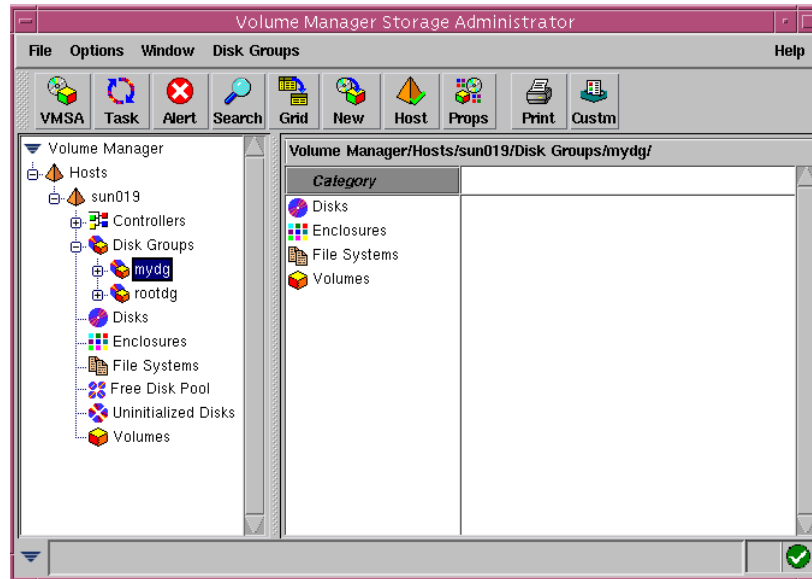 Volume Manager Storage Administrator
File Options Window Disk Groups Help
VMSA Task Alert Search Grid New Host Props Print Custm
Volume Manager
Hosts
sun019
Controllers
Disk Groups
mydg
rootdg
Disks
Enclosures
File Systems
Free Disk Pool
Uninitialized Disks
Volumes
Volume Manager/Hosts/sun019/Disk Groups/mydg/
Category
Disks
Enclosures
File Systems
Volumes